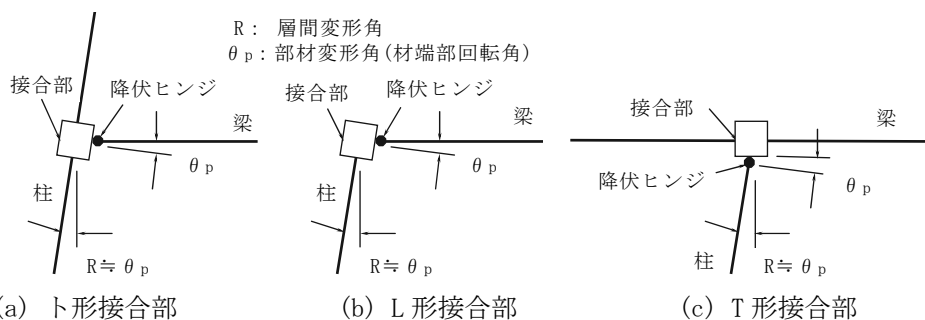 R： 層間変形角
θp：部材変形角(材端部回転角)
接合部
降伏ヒンジ
梁
θp
柱
R≒θp
(a) ト形接合部
接合部
降伏ヒンジ
梁
θp
柱
R≒θp
(b) L形接合部
接合部
梁
降伏ヒンジ
θp
柱
R≒θp
(c) T形接合部